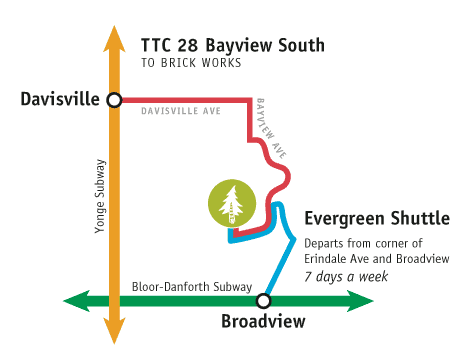 TTC 28 Bayview South
TO BRICK WORKS
Davisville
DAVISVILLE AVE
BAYVIEW AVE
Yonge Subway
Evergreen Shuttle
Departs from corner of
Erindale Ave and Broadview
7 days a week
Bloor-Danforth Subway
Broadview